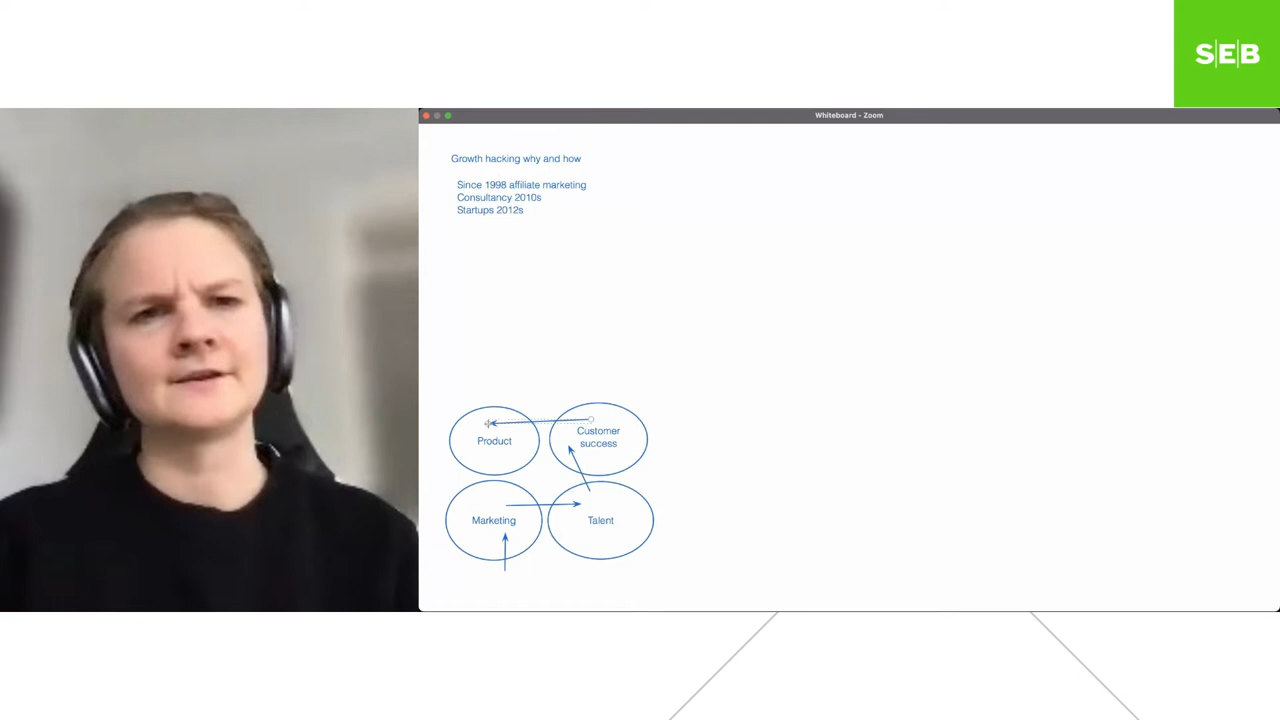 S|E|B
Whiteboard - Zoom
Growth hacking why and how
Since 1998 affiliate marketing
Consultancy 2010s
Startups 2012s
Product
Customer
success
Marketing
Talent